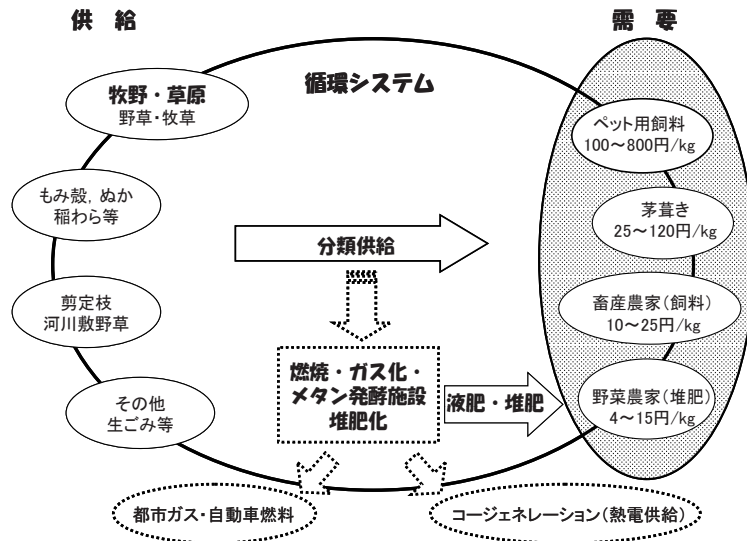 供 給
需 要
循環システム
牧野・草原
野草・牧草
もみ殻, ぬか
稲わら等
剪定枝
河川敷野草
その他
生ごみ等
分類供給
燃焼・ガス化・
メタン発酵施設
堆肥化
液肥・堆肥
ペット用飼料
100～800円/kg
茅葺き
25～120円/kg
畜産農家(飼料)
10～25円/kg
野菜農家(堆肥)
4～15円/kg
都市ガス・自動車燃料
コージェネレーション(熱電供給)